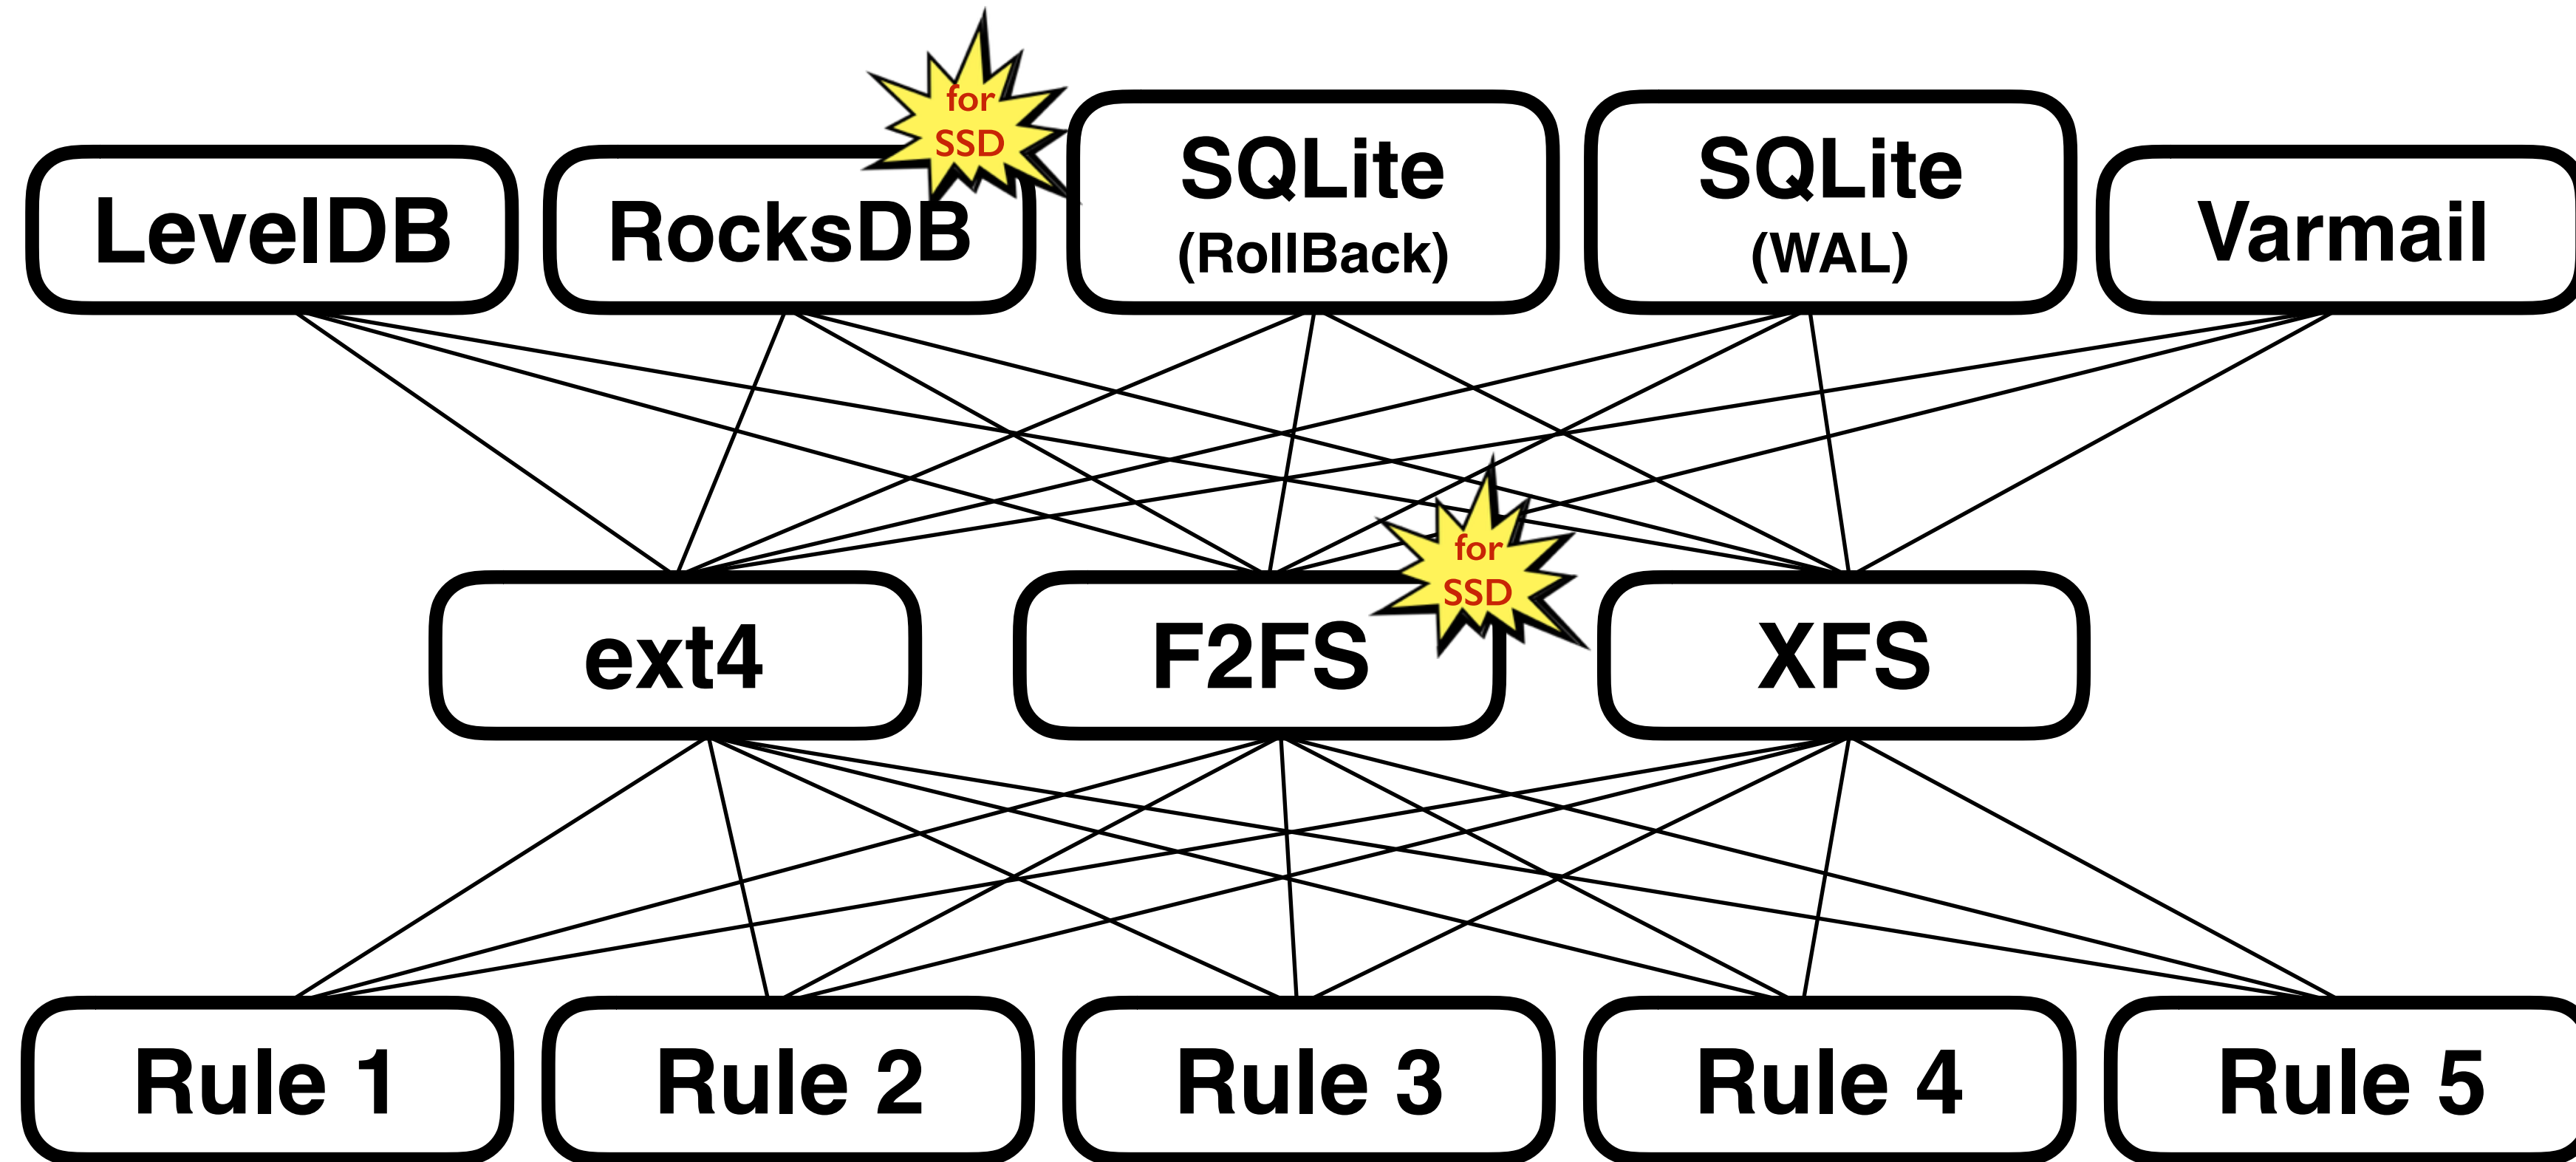 for
SSD
LevelDB
RocksDB
SQLite
(RollBack)
SQLite
(WAL)
Varmail
for
SSD
ext4
F2FS
XFS
Rule 1
Rule 2
Rule 3
Rule 4
Rule 5